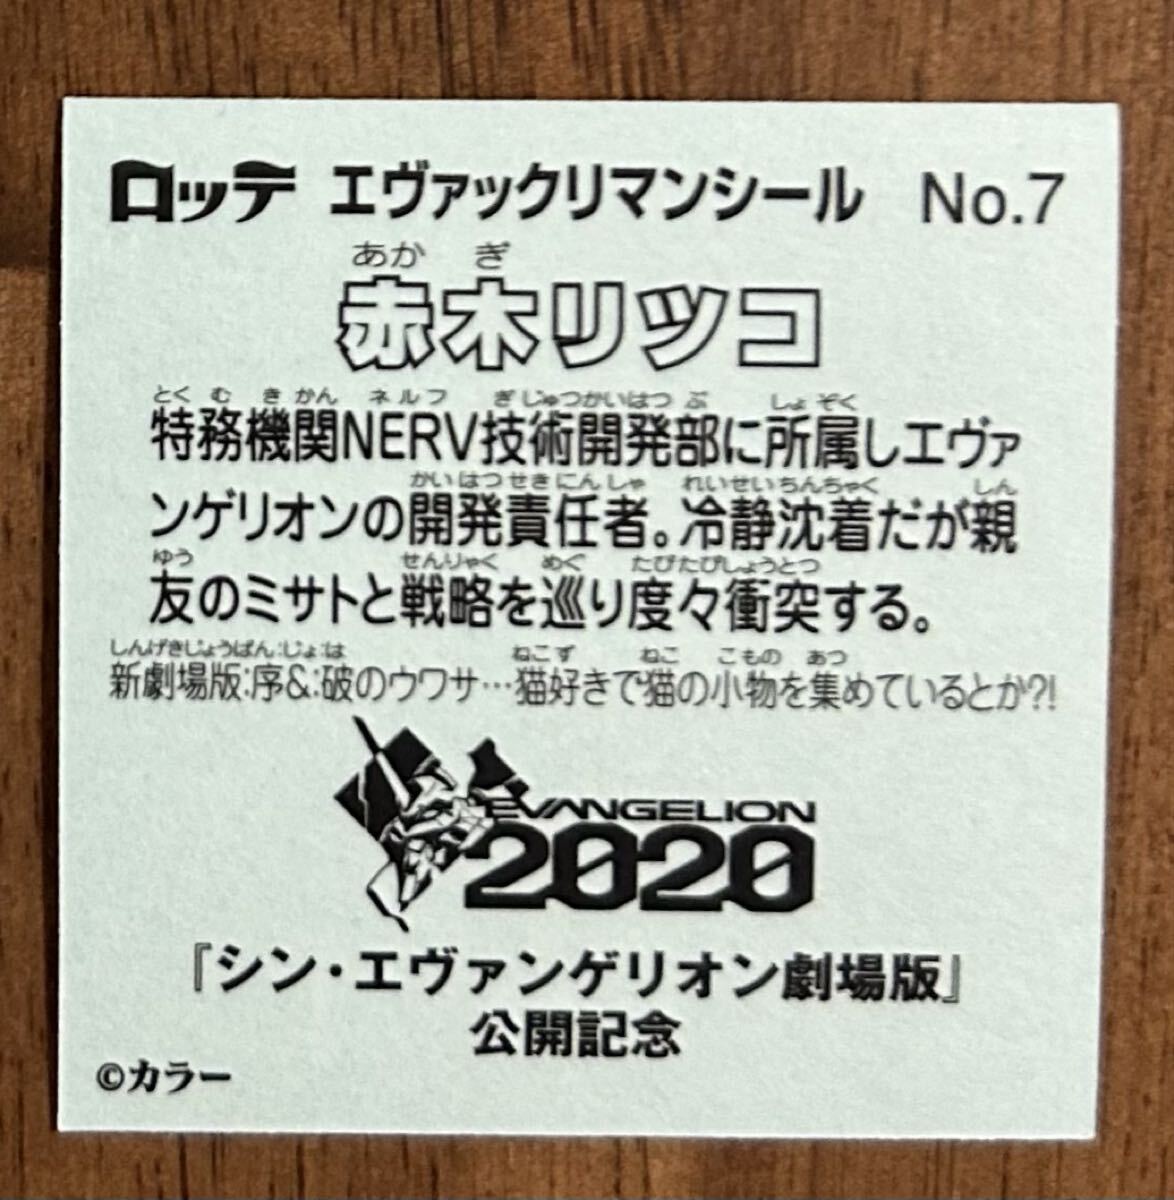 ロッテ エヴァックリマンシール No.7
あか ぎ
赤木リツコ
とく む き かん ネルフ ぎじゅつかいはつ ぶ しょ ぞく
特務機関NERV技術開発部に所属しエヴァ
かいはつせきにんしゃ れいせいちんちゃく しん
ンゲリオンの開発責任者。冷静沈着だが親
ゆう せんりゃく めぐ たびたびしょうとつ
友のミサトと戦略を巡り度々衝突する。
しんげきじょうばん:じょ:は ねこず ねこ こもの あつ
新劇場版:序&:破のウワサ…猫好きで猫の小物を集めているとか?!
EVANGELION
2020
『シン・エヴァンゲリオン劇場版』
公開記念
©カラー